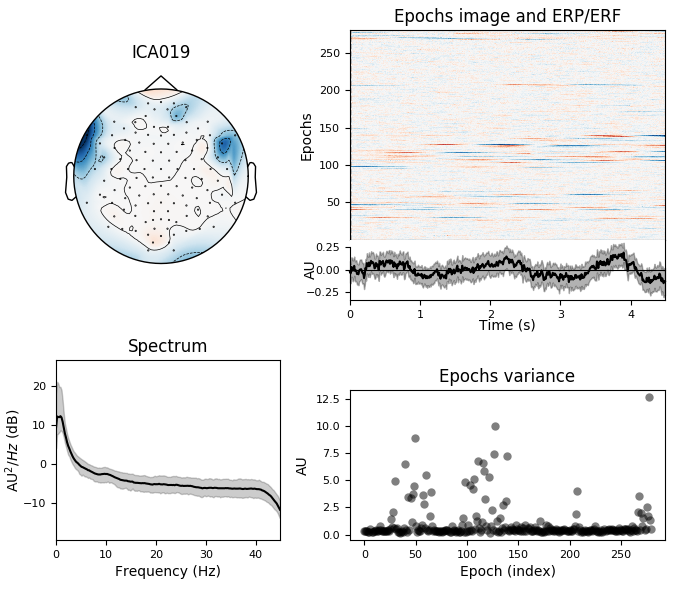 ICA019
Epochs image and ERP/ERF
Epochs
250
200
150
100
50
AU
0.25
0.00
−0.25
0 1 2 3 4
Time (s)
Spectrum
AU²/Hz (dB)
20
10
0
−10
0 10 20 30 40
Frequency (Hz)
Epochs variance
AU
12.5
10.0
7.5
5.0
2.5
0.0
0 50 100 150 200 250
Epoch (index)